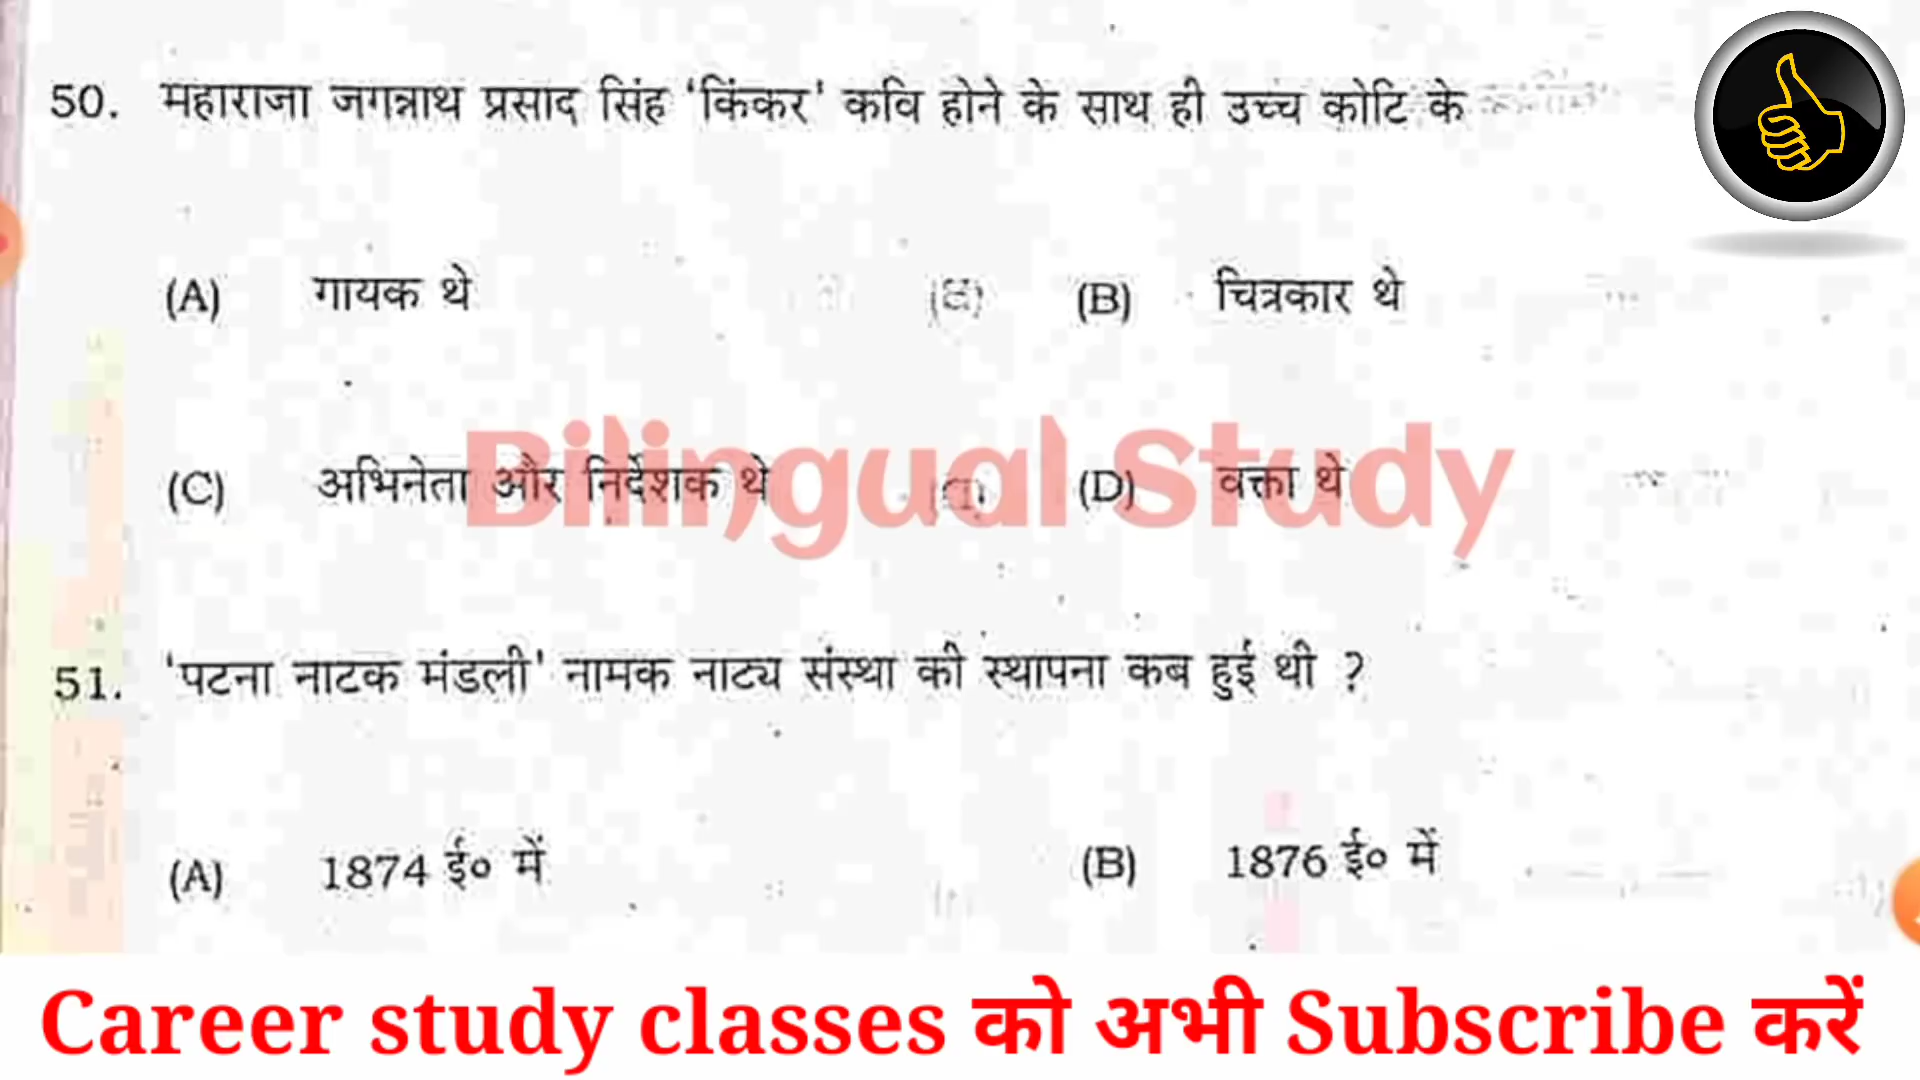 50. महाराजा जगन्नाथ प्रसाद सिंह 'किंकर' कवि होने के साथ ही उच्च कोटि के
(A) गायक थे (B) चित्रकार थे
(C) अभिनेता और निर्देशक थे (D) वक्ता थे
Bilingual Study
51. 'पटना नाटक मंडली' नामक नाट्य संस्था की स्थापना कब हुई थी ?
(A) 1874 ई० में (B) 1876 ई० में
Career study classes को अभी Subscribe करें